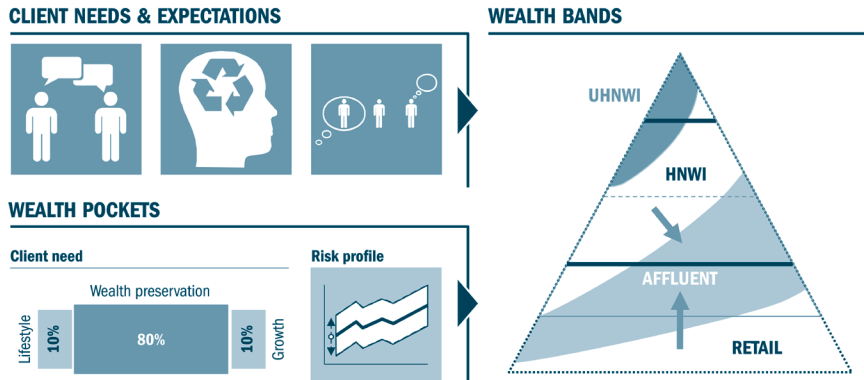 CLIENT NEEDS & EXPECTATIONS
WEALTH POCKETS
Client need
Wealth preservation
Lifestyle
10%
80%
10%
Growth
Risk profile
WEALTH BANDS
UHNWI
HNWI
AFFLUENT
RETAIL